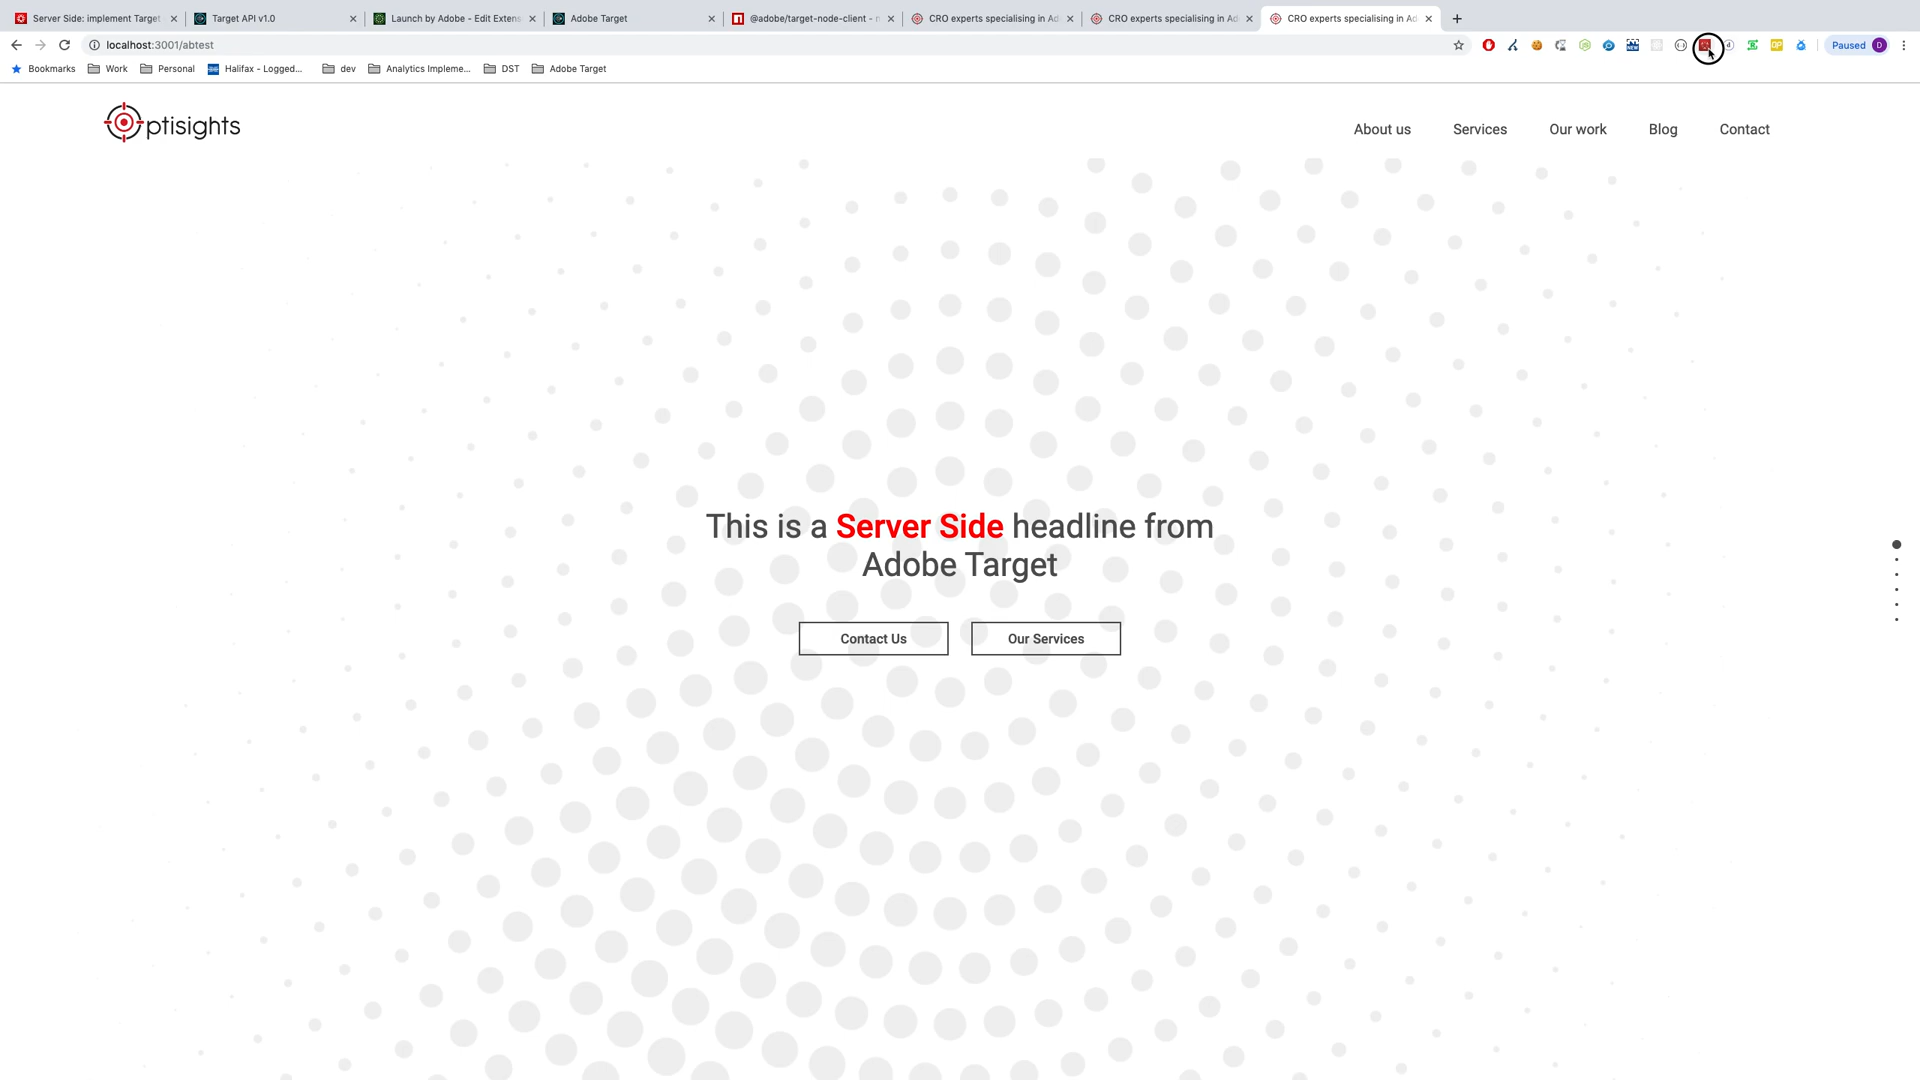 Server Side: implement Target
Target API v1.0
Launch by Adobe - Edit Extens
Adobe Target
@adobe/target-node-client - n
CRO experts specialising in Ad
CRO experts specialising in Ad
CRO experts specialising in Ad
localhost:3001/abtest
Paused
D
Bookmarks
Work
Personal
Halifax - Logged...
dev
Analytics Impleme...
DST
Adobe Target
ptisights
About us
Services
Our work
Blog
Contact
This is a Server Side headline from
Adobe Target
Contact Us
Our Services